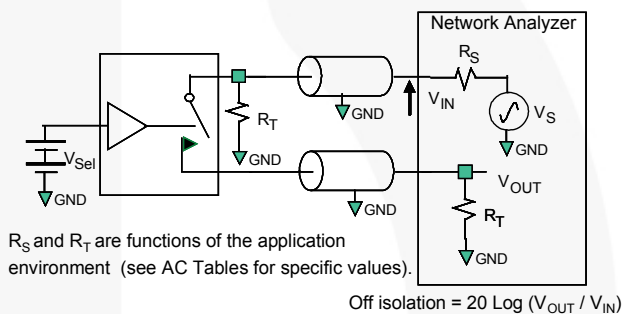 Network Analyzer
R_S
V_IN
V_S
GND
R_T
GND
GND
V_Sel
GND
GND
V_OUT
R_T
GND
R_S and R_T are functions of the application
environment (see AC Tables for specific values).
Off isolation = 20 Log (V_OUT / V_IN)